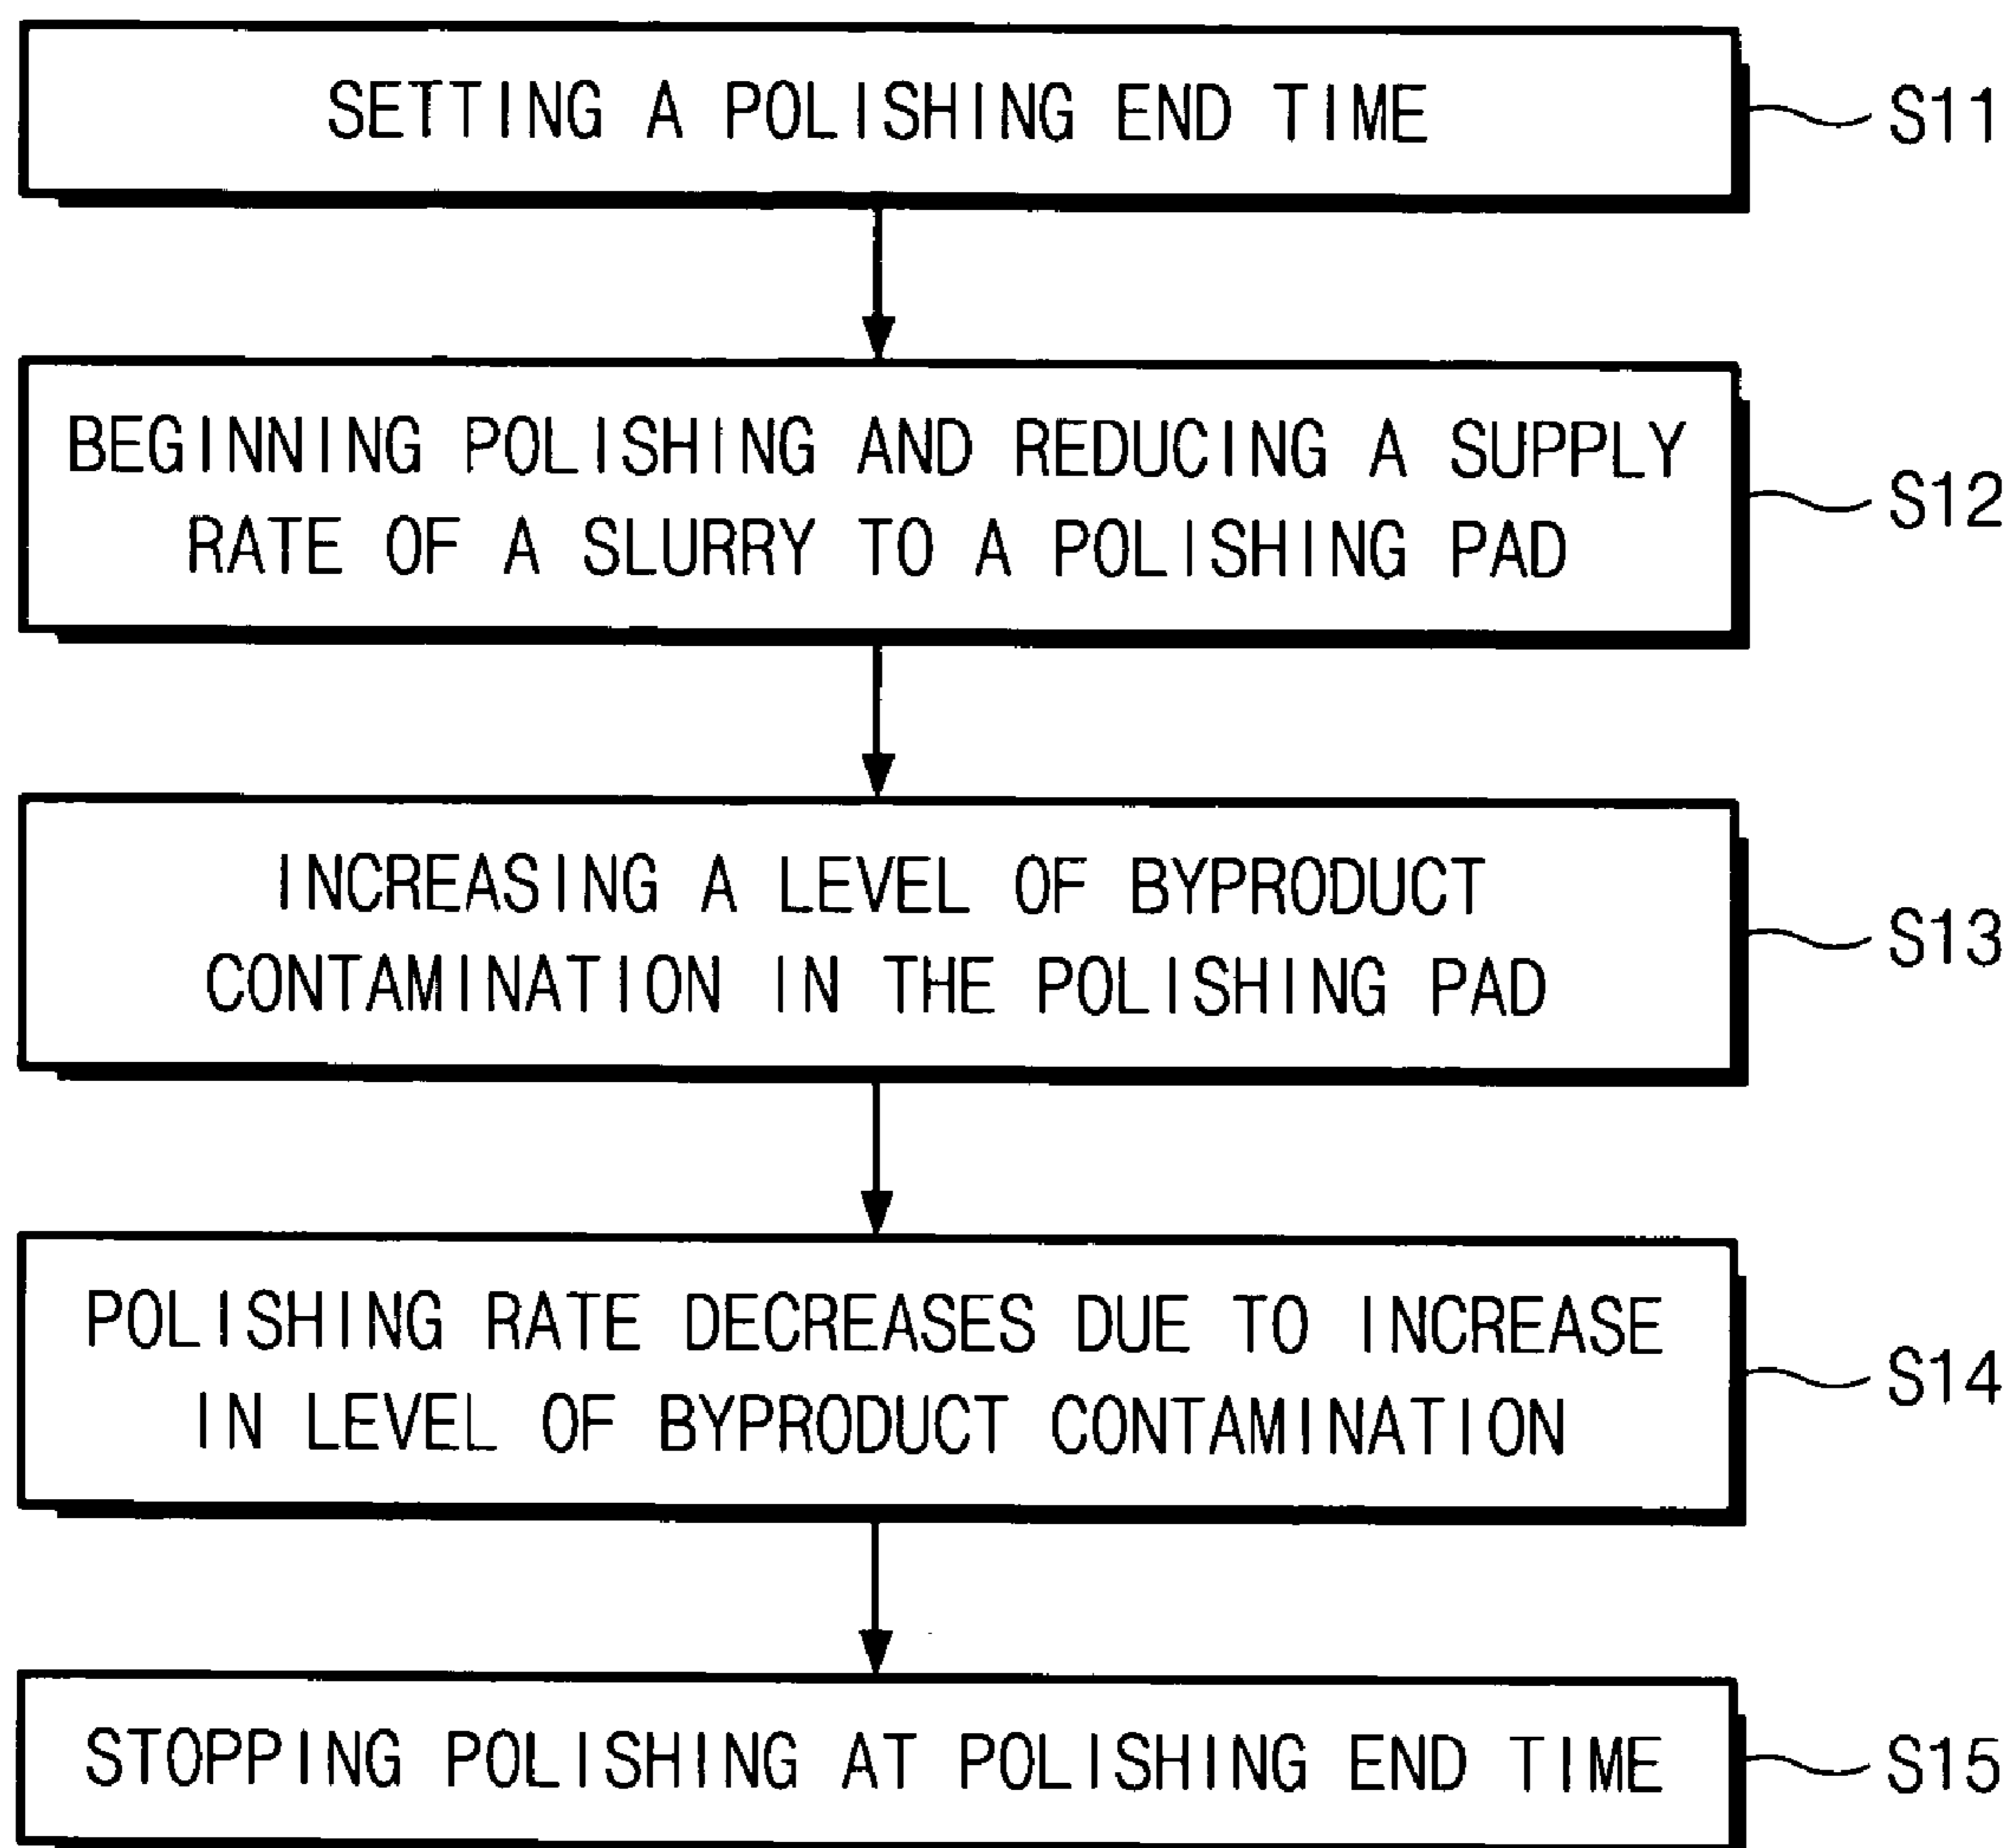 SETTING A POLISHING END TIME
S11
BEGINNING POLISHING AND REDUCING A SUPPLY
RATE OF A SLURRY TO A POLISHING PAD
S12
INCREASING A LEVEL OF BYPRODUCT
CONTAMINATION IN THE POLISHING PAD
S13
POLISHING RATE DECREASES DUE TO INCREASE
IN LEVEL OF BYPRODUCT CONTAMINATION
S14
STOPPING POLISHING AT POLISHING END TIME
S15